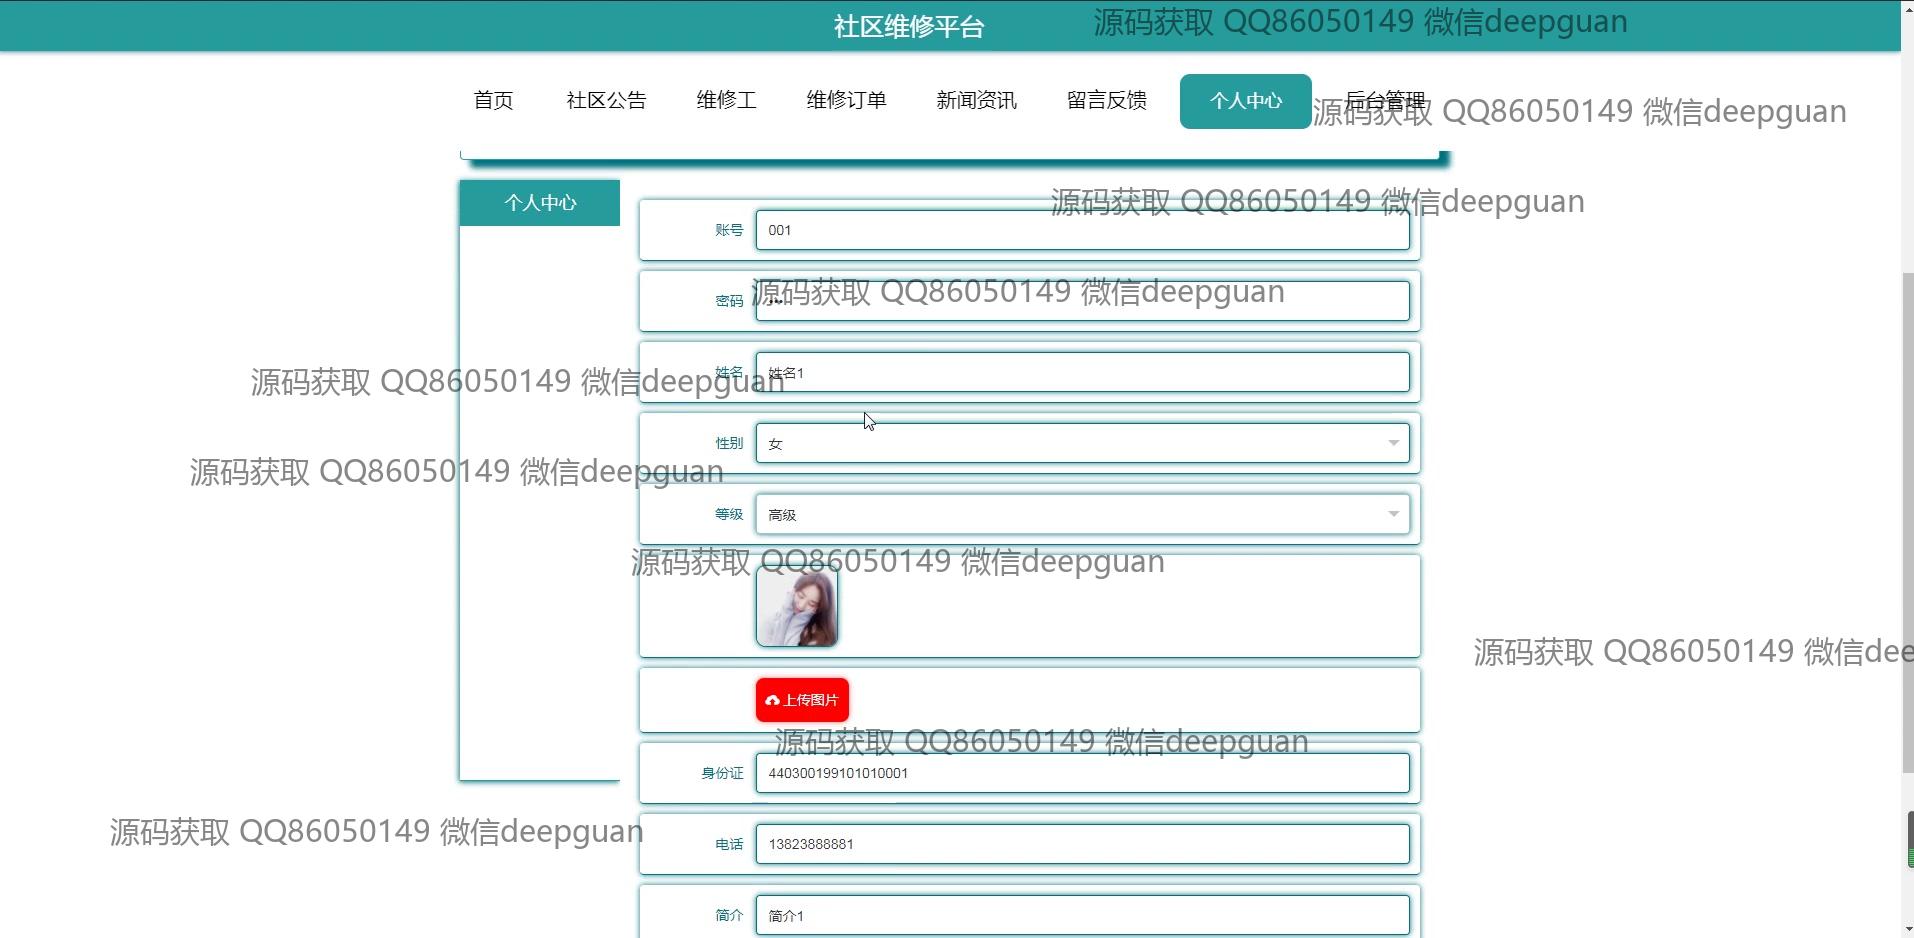 社区维修平台
源码获取 QQ86050149 微信deepguan
首页 社区公告 维修工 维修订单 新闻资讯 留言反馈 个人中心 后台管理
源码获取 QQ86050149 微信deepguan
个人中心
源码获取 QQ86050149 微信deepguan
账号 001
密码
源码获取 QQ86050149 微信deepguan
姓名 姓名1
源码获取 QQ86050149 微信deepguan
性别 女
源码获取 QQ86050149 微信deepguan
等级 高级
源码获取 QQ86050149 微信deepguan
源码获取 QQ86050149 微信dee
上传图片
源码获取 QQ86050149 微信deepguan
身份证 440300199101010001
源码获取 QQ86050149 微信deepguan
电话 13823888881
简介 简介1